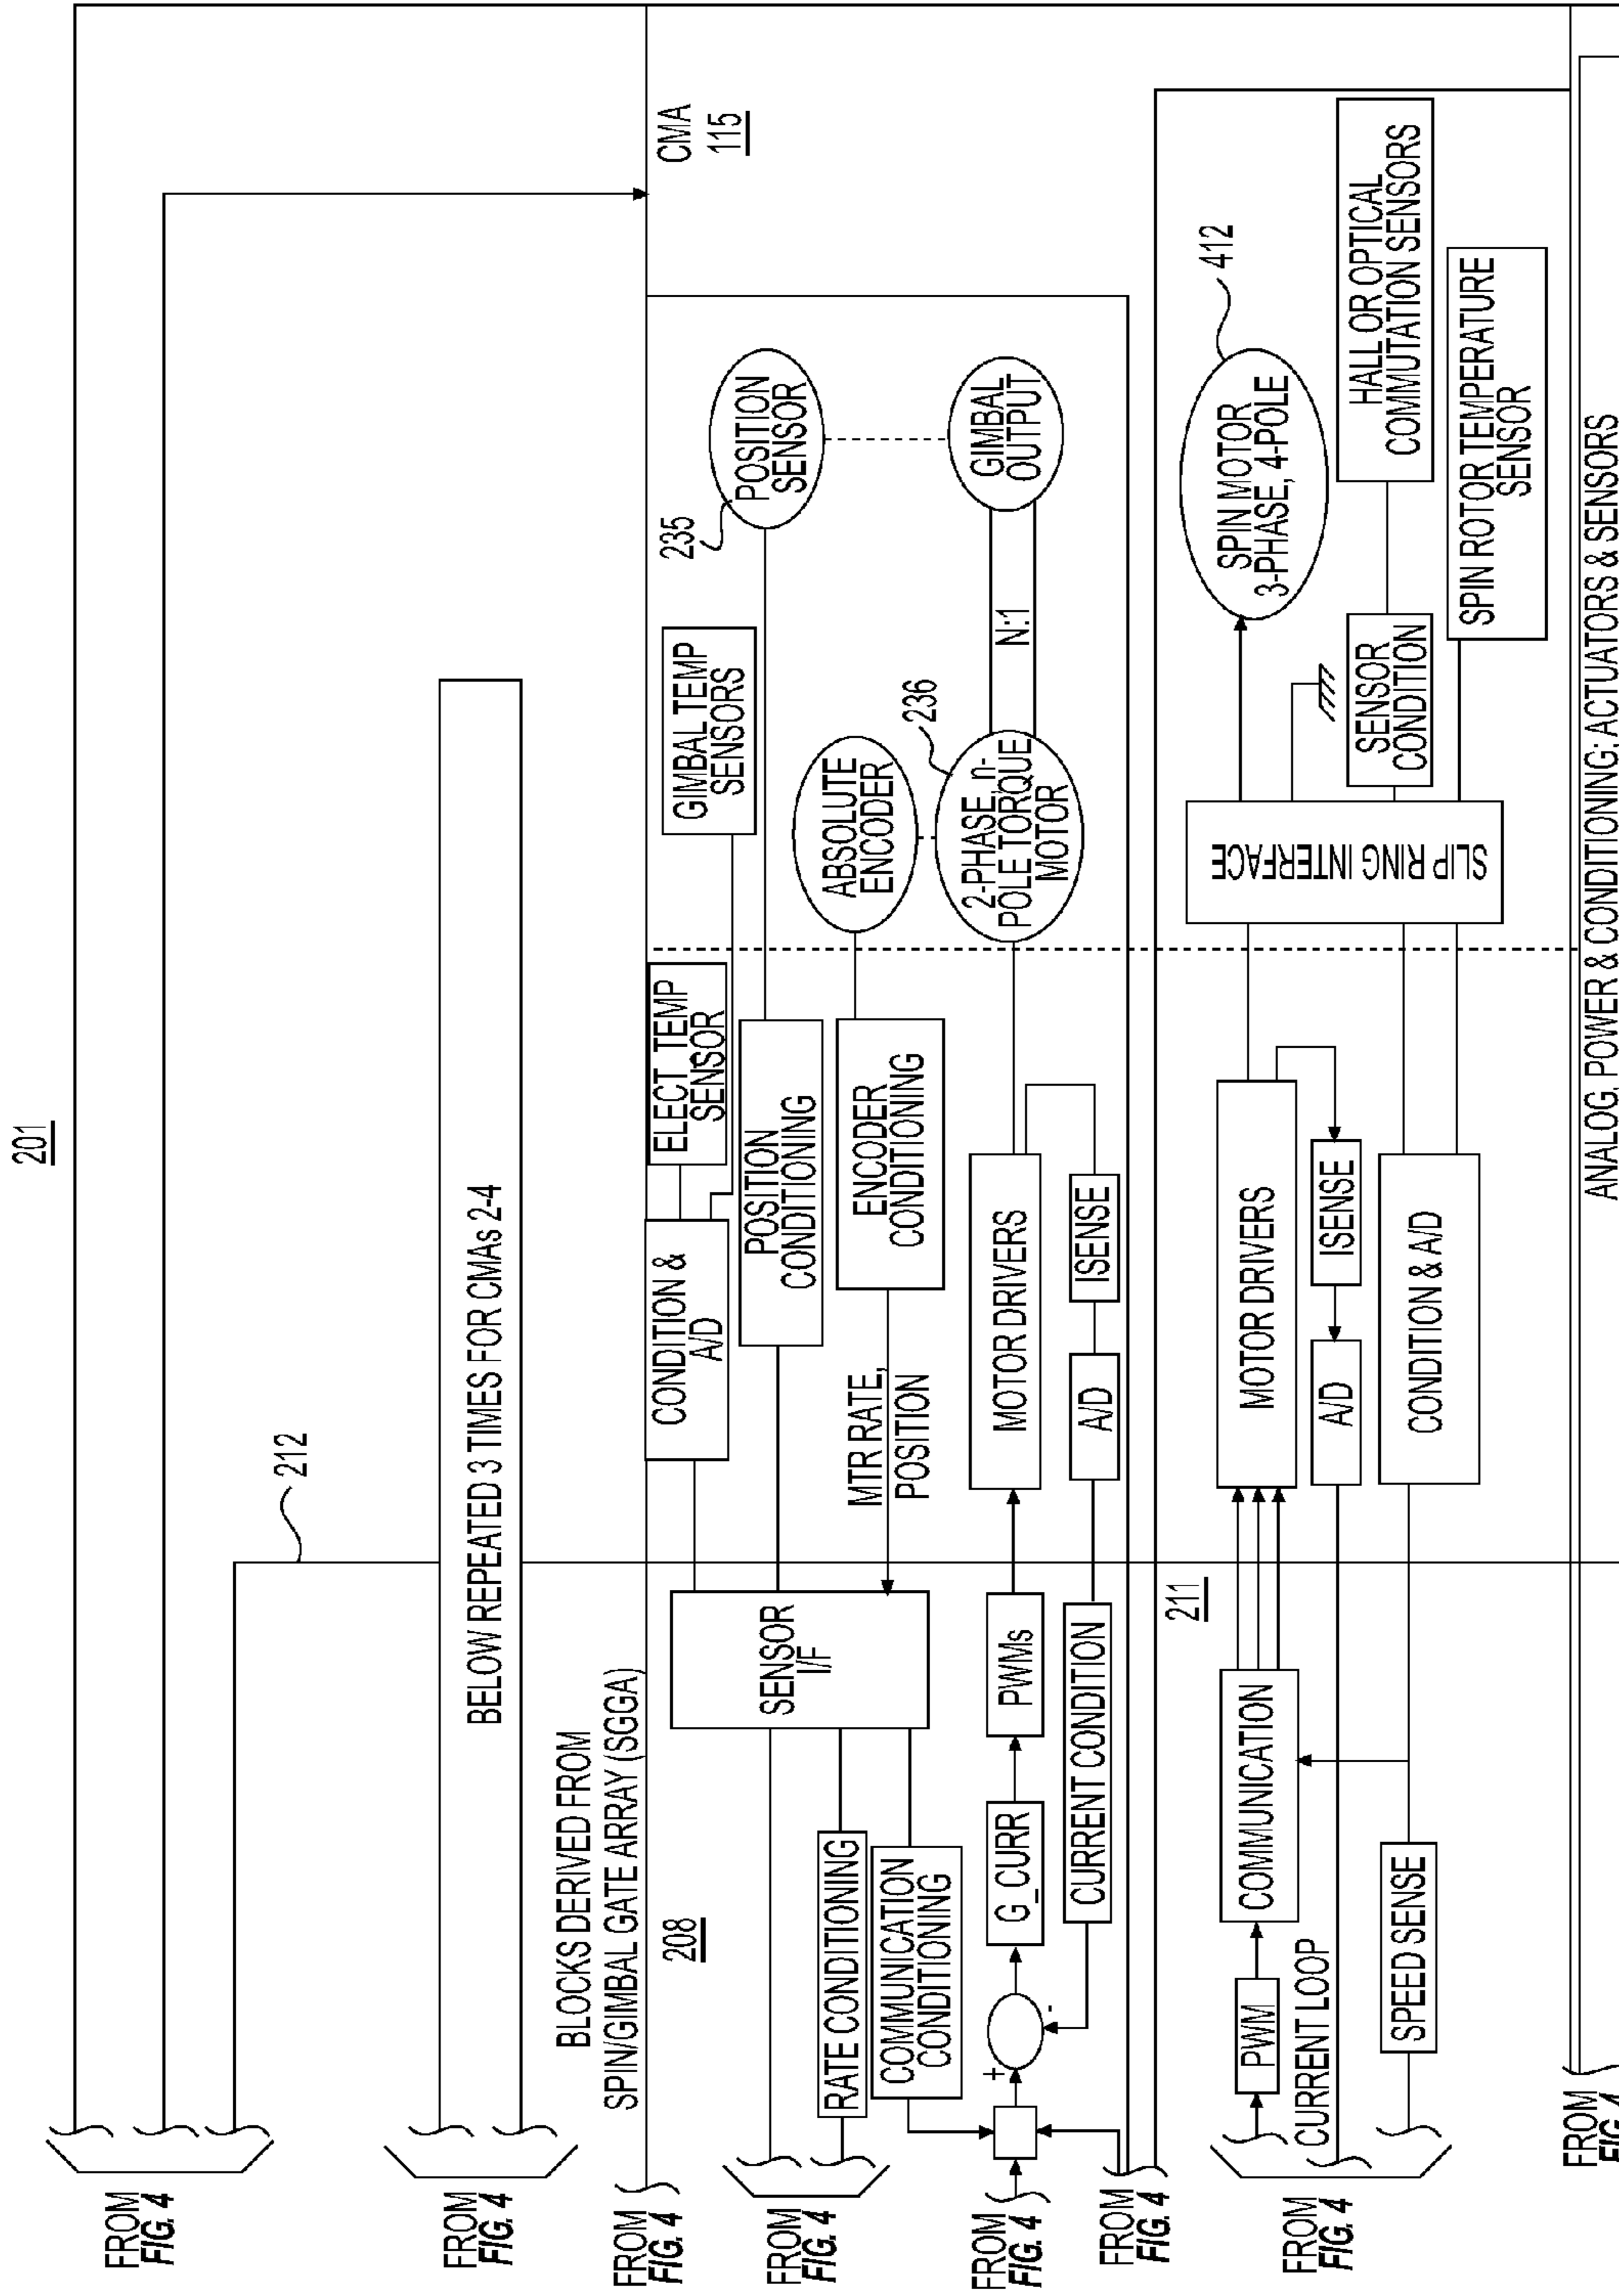 201
FROM
FIG. 4
212
FROM
FIG. 4
BELOW REPEATED 3 TIMES FOR CMAs 2-4
BLOCKS DERIVED FROM
SPIN/GIMBAL GATE ARRAY (SGGA)
FROM
FIG. 4
CMA
115
208
SENSOR
I/F
CONDITION &
A/D
ELECT TEMP
SENSOR
GIMBAL TEMP
SENSORS
235
POSITION
SENSOR
POSITION
CONDITIONING
FROM
FIG. 4
RATE CONDITIONING
COMMUNICATION
CONDITIONING
MTR RATE,
POSITION
ENCODER
CONDITIONING
ABSOLUTE
ENCODER
236
FROM
FIG. 4
+
-
G_CURR
PWMs
MOTOR DRIVERS
2-PHASE, n-
POLE TORQUE
MOTOR
N:1
GIMBAL
OUTPUT
CURRENT CONDITION
A/D
ISENSE
FROM
FIG. 4
211
FROM
FIG. 4
PWM
COMMUNICATION
MOTOR DRIVERS
SLIP RING INTERFACE
SPIN MOTOR
3-PHASE, 4-POLE
412
CURRENT LOOP
A/D
ISENSE
SENSOR
CONDITION
HALL OR OPTICAL
COMMUTATION SENSORS
SPEED SENSE
CONDITION & A/D
SPIN ROTOR TEMPERATURE
SENSOR
FROM
FIG. 4
ANALOG, POWER & CONDITIONING; ACTUATORS & SENSORS